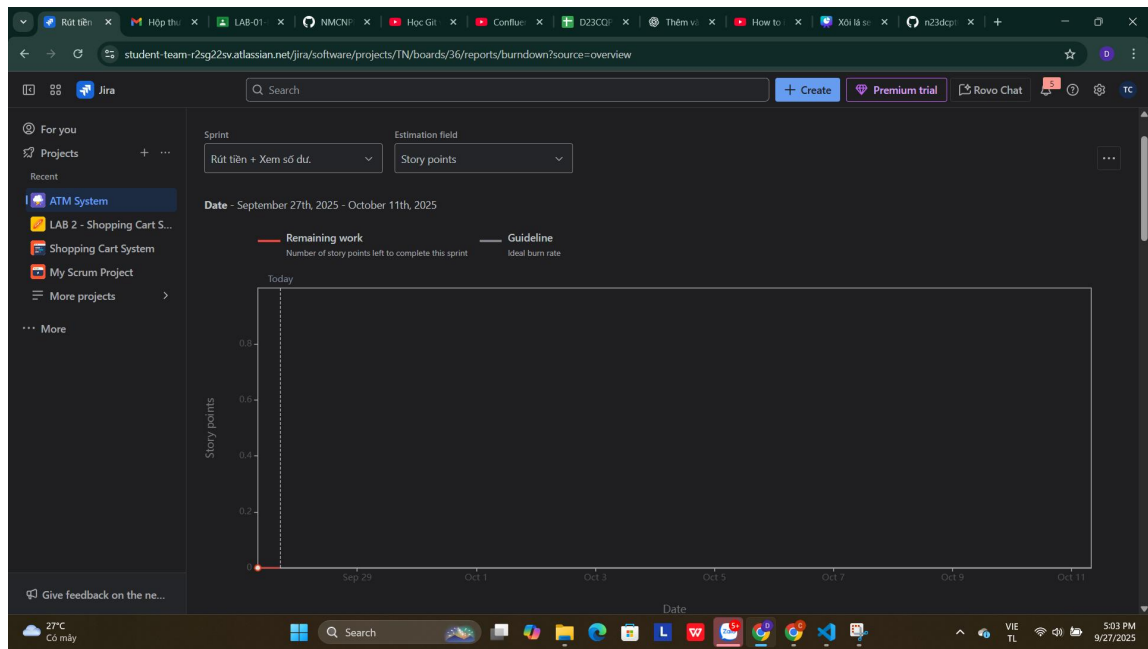 Rút tiền
Hộp thư
LAB-01-
NMCNP
Học Git
Confluer
D23CQF
Thêm và
How to
Xôi lá se
n23dcpt
student-team-r2sg22sv.atlassian.net/jira/software/projects/TN/boards/36/reports/burndown?source=overview
D
Jira
Search
+ Create
Premium trial
Rovo Chat
5
TC
For you
Projects
Recent
ATM System
LAB 2 - Shopping Cart S...
Shopping Cart System
My Scrum Project
More projects
More
Give feedback on the ne...
Sprint
Estimation field
Rút tiền + Xem số dư.
Story points
Date - September 27th, 2025 - October 11th, 2025
Remaining work
Number of story points left to complete this sprint
Guideline
Ideal burn rate
Today
0.8
0.6
0.4
0.2
0
Story points
Sep 29
Oct 1
Oct 3
Oct 5
Oct 7
Oct 9
Oct 11
Date
27°C
Có mây
Search
L
W
Zalo
5+
D
C
VIE
TL
5:03 PM
9/27/2025